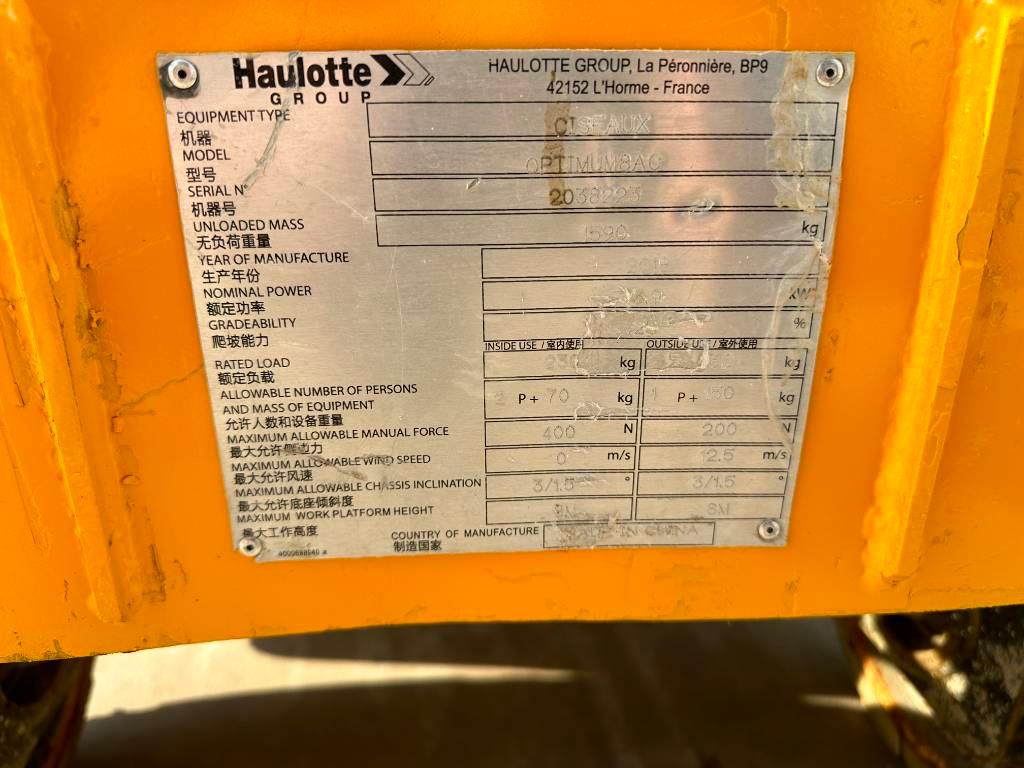 Haulotte
GROUP
HAULOTTE GROUP, La Péronnière, BP9
42152 L'Horme - France
EQUIPMENT TYPE
机器
CISEAUX
MODEL
型号
OPTIMUM8AC
SERIAL N°
机器号
2038223
UNLOADED MASS
无负荷重量
1590 kg
YEAR OF MANUFACTURE
生产年份
NOMINAL POWER
额定功率
kW
GRADEABILITY
爬坡能力
%
INSIDE USE / 室内使用
OUTSIDE USE / 室外使用
RATED LOAD
额定负载
230 kg
kg
ALLOWABLE NUMBER OF PERSONS
AND MASS OF EQUIPMENT
允许人数和设备重量
2 P + 70 kg
1 P + kg
MAXIMUM ALLOWABLE MANUAL FORCE
最大允许侧边力
400 N
200 N
MAXIMUM ALLOWABLE WIND SPEED
最大允许风速
0 m/s
12.5 m/s
MAXIMUM ALLOWABLE CHASSIS INCLINATION
最大允许底座倾斜度
3/1.5 °
3/1.5 °
MAXIMUM WORK PLATFORM HEIGHT
最大工作高度
8M
COUNTRY OF MANUFACTURE
制造国家
MADE IN CHINA